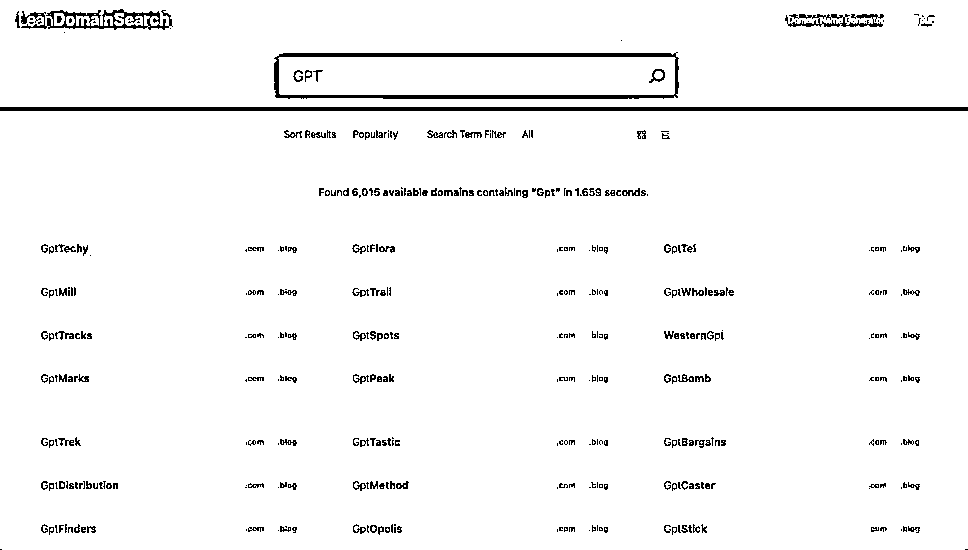 LeanDomainSearch
Domain Name Generator
GPT
Sort Results Popularity Search Term Filter All
Found 6,015 available domains containing "Gpt" in 1.659 seconds.
GptTechy .com .blog GptFlora .com .blog GptTel .com .blog
GptMill .com .blog GptTrail .com .blog GptWholesale .com .blog
GptTracks .com .blog GptSpots .com .blog WesternGpt .com .blog
GptMarks .com .blog GptPeak .com .blog GptBomb .com .blog
GptTrek .com .blog GptTastic .com .blog GptBargains .com .blog
GptDistribution .com .blog GptMethod .com .blog GptCaster .com .blog
GptFinders .com .blog GptOpolis .com .blog GptStick .com .blog